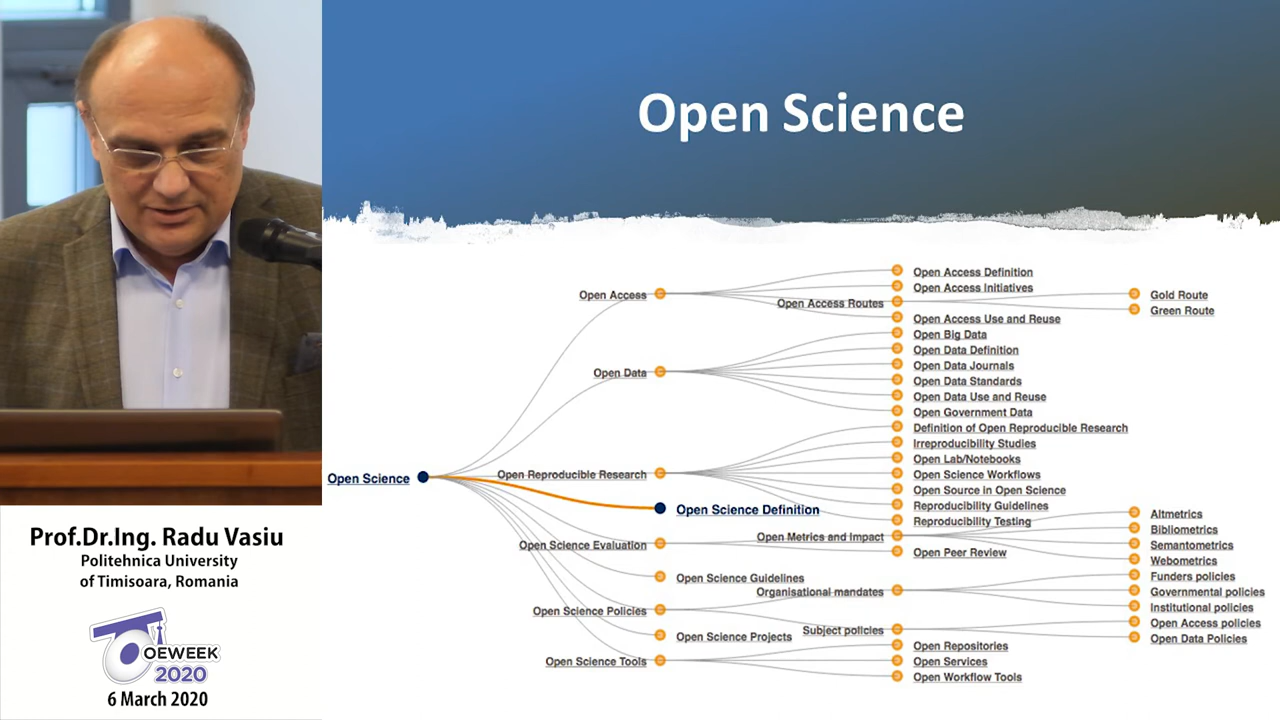 Open Science
Open Access
Open Access Definition
Open Access Initiatives
Open Access Routes
Gold Route
Green Route
Open Access Use and Reuse
Open Data
Open Big Data
Open Data Definition
Open Data Journals
Open Data Standards
Open Data Use and Reuse
Open Government Data
Open Science
Open Reproducible Research
Definition of Open Reproducible Research
Irreproducibility Studies
Open Lab/Notebooks
Open Science Workflows
Open Source in Open Science
Reproducibility Guidelines
Reproducibility Testing
Open Science Definition
Open Science Evaluation
Open Metrics and Impact
Altmetrics
Bibliometrics
Semantometrics
Webometrics
Open Peer Review
Open Science Guidelines
Open Science Policies
Organisational mandates
Funders policies
Governmental policies
Institutional policies
Subject policies
Open Access policies
Open Data Policies
Open Science Projects
Open Science Tools
Open Repositories
Open Services
Open Workflow Tools
Prof.Dr.Ing. Radu Vasiu
Politehnica University
of Timisoara, Romania
OEWEEK
2020
6 March 2020